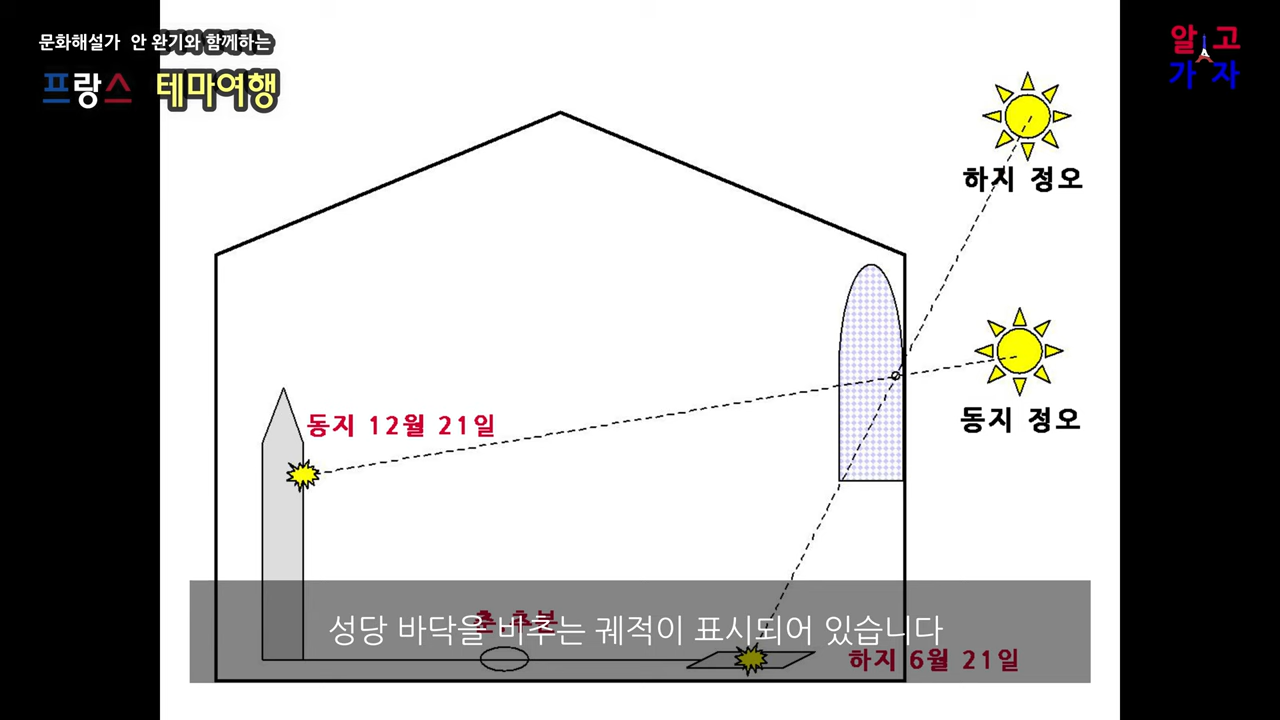 문화해설가 안 완기와 함께하는
프랑스 테마여행
알고
가자
하지 정오
동지 정오
동지 12월 21일
춘.추분
성당 바닥을 비추는 궤적이 표시되어 있습니다
하지 6월 21일